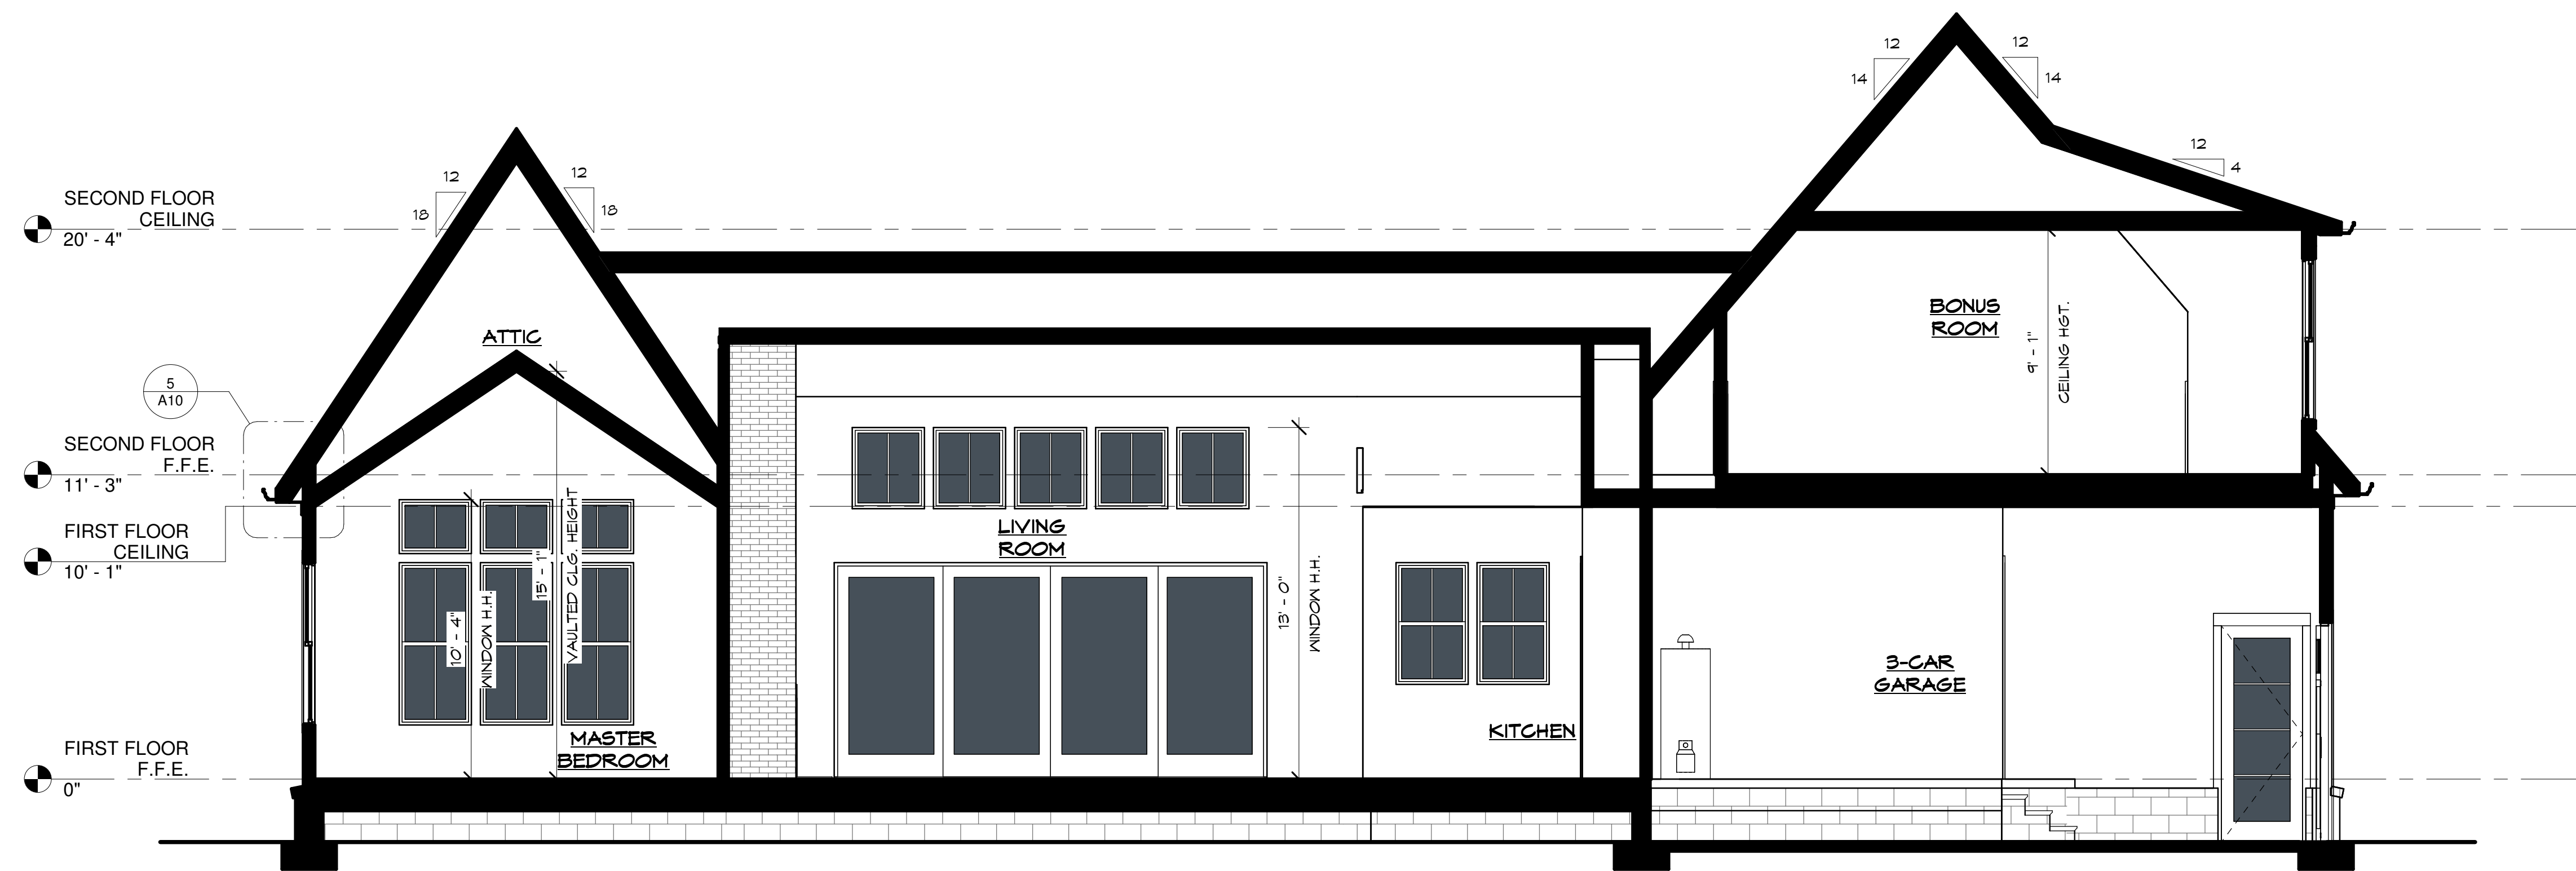 12
14
12
14
12
4
12
18
12
18
SECOND FLOOR
CEILING
20' - 4"
ATTIC
5
A10
BONUS
ROOM
9' - 1"
CEILING HGT.
SECOND FLOOR
F.F.E.
11' - 3"
FIRST FLOOR
CEILING
10' - 1"
LIVING
ROOM
15' - 1"
VAULTED CLG. HEIGHT
10' - 4"
WINDOW H.H.
13' - 0"
WINDOW H.H.
3-CAR
GARAGE
MASTER
BEDROOM
KITCHEN
FIRST FLOOR
F.F.E.
0"